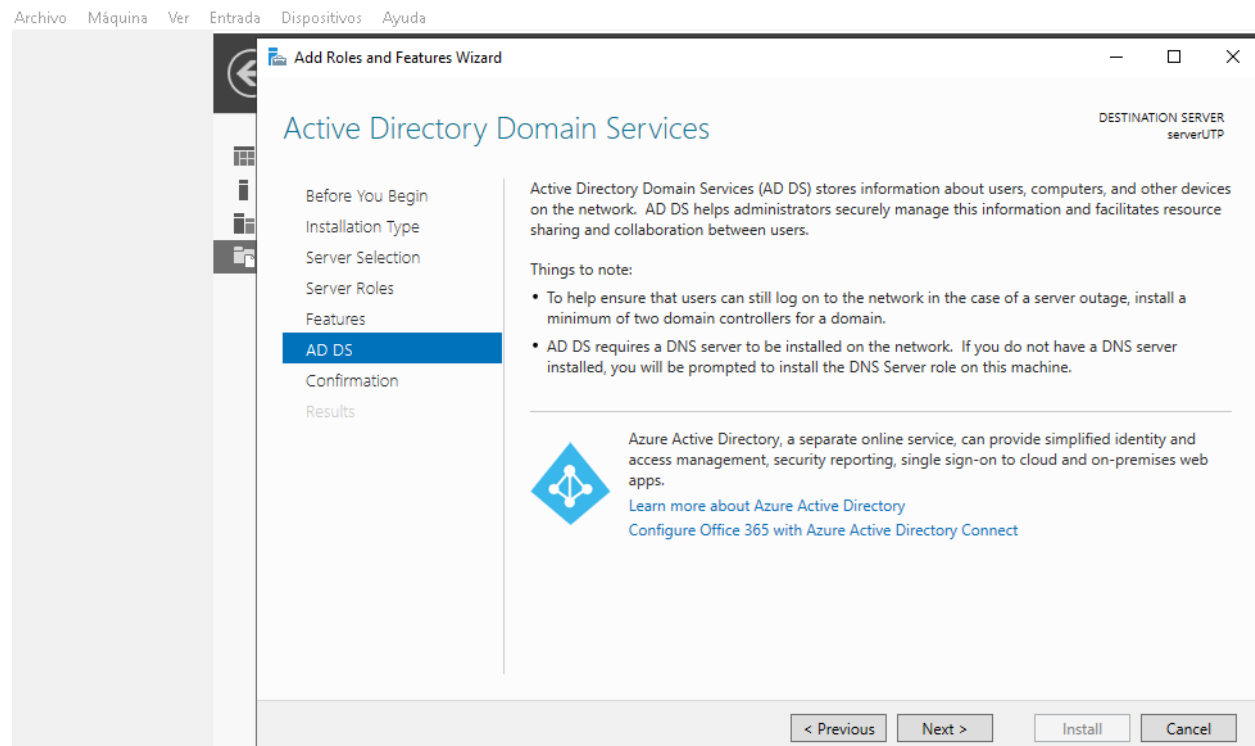 Archivo Máquina Ver Entrada Dispositivos Ayuda
Add Roles and Features Wizard
Active Directory Domain Services
DESTINATION SERVER
serverUTP
Before You Begin
Installation Type
Server Selection
Server Roles
Features
AD DS
Confirmation
Results
Active Directory Domain Services (AD DS) stores information about users, computers, and other devices
on the network. AD DS helps administrators securely manage this information and facilitates resource
sharing and collaboration between users.
Things to note:
• To help ensure that users can still log on to the network in the case of a server outage, install a
minimum of two domain controllers for a domain.
• AD DS requires a DNS server to be installed on the network. If you do not have a DNS server
installed, you will be prompted to install the DNS Server role on this machine.
Azure Active Directory, a separate online service, can provide simplified identity and
access management, security reporting, single sign-on to cloud and on-premises web
apps.
Learn more about Azure Active Directory
Configure Office 365 with Azure Active Directory Connect
< Previous Next > Install Cancel